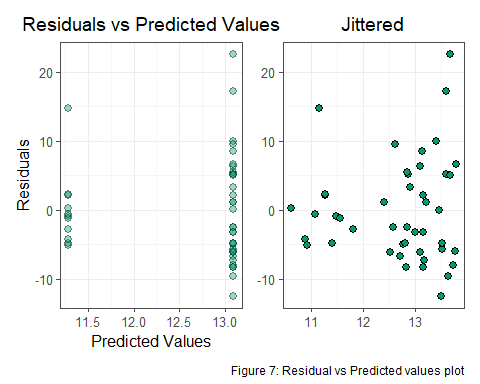 Residuals vs Predicted Values
Jittered
20
10
0
-10
Residuals
11.5 12.0 12.5 13.0
Predicted Values
20
10
0
-10
11 12 13
Figure 7: Residual vs Predicted values plot